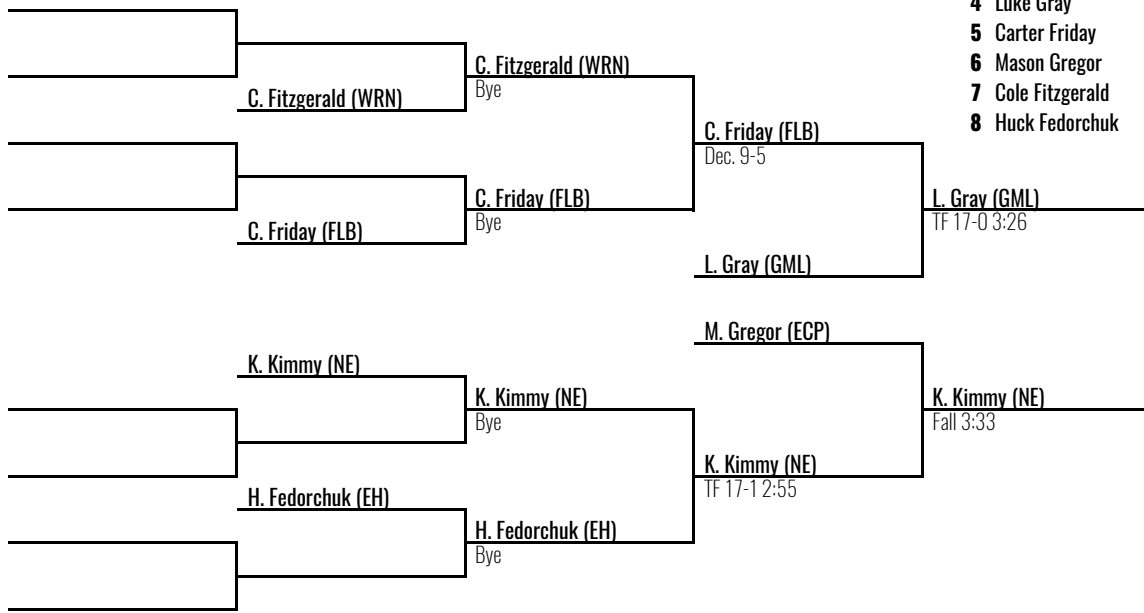 4 Luke Gray
5 Carter Friday
6 Mason Gregor
7 Cole Fitzgerald
8 Huck Fedorchuk
C. Fitzgerald (WRN)
Bye
C. Fitzgerald (WRN)
C. Friday (FLB)
Dec. 9-5
C. Friday (FLB)
Bye
C. Friday (FLB)
L. Gray (GML)
TF 17-0 3:26
L. Gray (GML)
M. Gregor (ECP)
K. Kimmy (NE)
K. Kimmy (NE)
Bye
K. Kimmy (NE)
Fall 3:33
K. Kimmy (NE)
TF 17-1 2:55
H. Fedorchuk (EH)
H. Fedorchuk (EH)
Bye